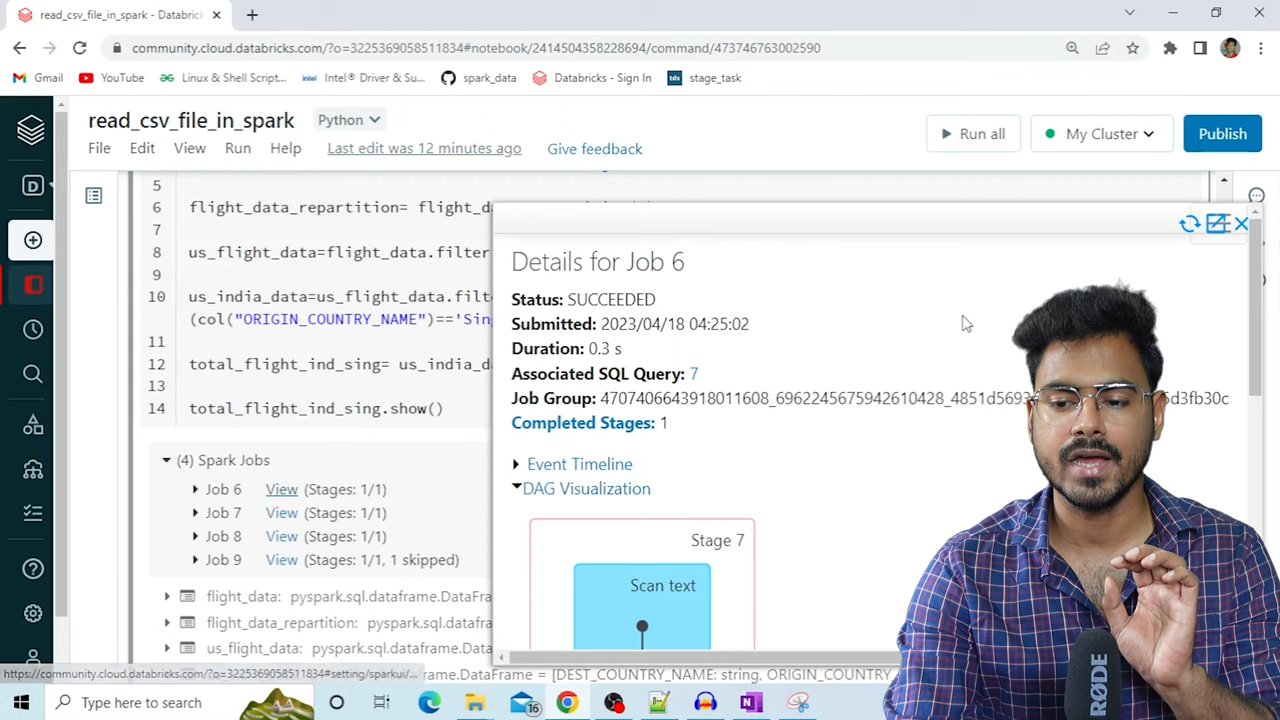 read_csv_file_in_spark - Databric
community.cloud.databricks.com/?o=3225369058511834#notebook/2414504358228694/command/473746763002590
Gmail YouTube Linux & Shell Script... Intel® Driver & Su... spark_data Databricks - Sign In stage_task
read_csv_file_in_spark Python
File Edit View Run Help Last edit was 12 minutes ago Give feedback
Run all My Cluster Publish
5
6 flight_data_repartition= flight_da
7
8 us_flight_data=flight_data.filter
9
10 us_india_data=us_flight_data.filt
(col("ORIGIN_COUNTRY_NAME")=='Sing
11
12 total_flight_ind_sing= us_india_da
13
14 total_flight_ind_sing.show()
(4) Spark Jobs
Job 6 View (Stages: 1/1)
Job 7 View (Stages: 1/1)
Job 8 View (Stages: 1/1)
Job 9 View (Stages: 1/1, 1 skipped)
flight_data: pyspark.sql.dataframe.DataFra
flight_data_repartition: pyspark.sql.datafr
us_flight_data: pyspark.sql.dataframe.Data
frame.DataFrame = [DEST_COUNTRY_NAME: string, ORIGIN_COUNTRY_
Details for Job 6
Status: SUCCEEDED
Submitted: 2023/04/18 04:25:02
Duration: 0.3 s
Associated SQL Query: 7
Job Group: 4707406643918011608_6962245675942610428_4851d569 d3fb30c
Completed Stages: 1
Event Timeline
DAG Visualization
Stage 7
Scan text
https://community.cloud.databricks.com/?o=3225369058511834#setting/sparkui/...
Type here to search
16
RØDE